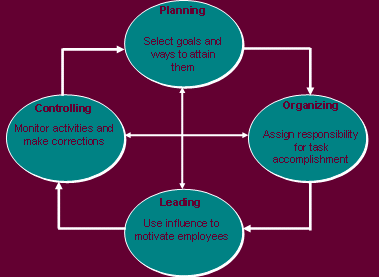 Planning
Select goals and
ways to attain
them
Controlling
Monitor activities and
make corrections
Organizing
Assign responsibility
for task
accomplishment
Leading
Use influence to
motivate employees